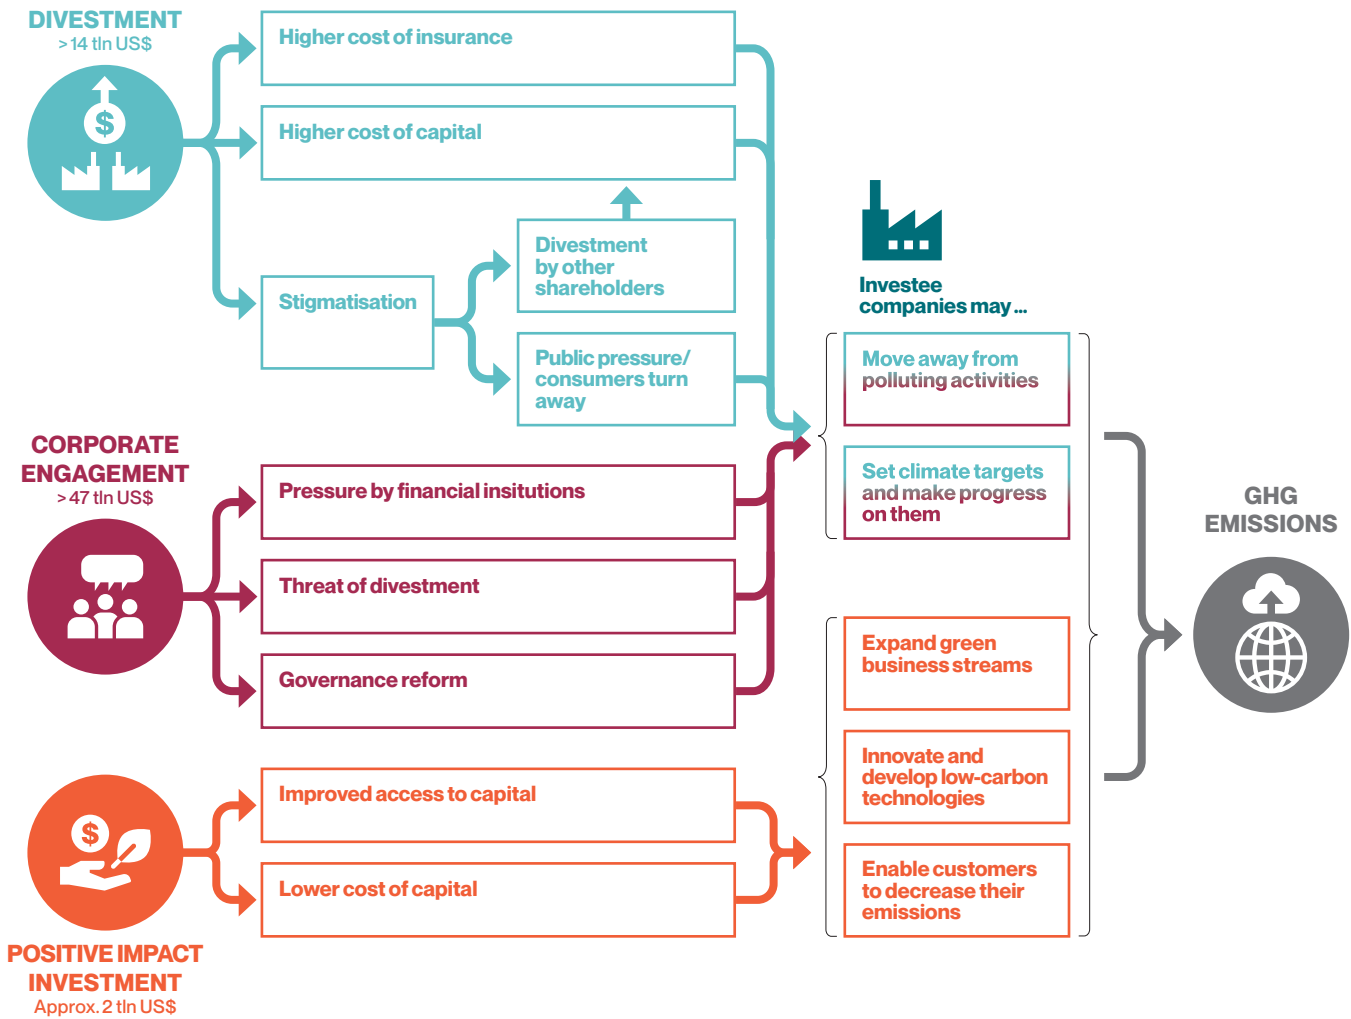 DIVESTMENT
> 14 tln US$
$
Higher cost of insurance
Higher cost of capital
Stigmatisation
Divestment
by other
shareholders
Public pressure/
consumers turn
away
CORPORATE
ENGAGEMENT
> 47 tln US$
Pressure by financial insitutions
Threat of divestment
Governance reform
$
POSITIVE IMPACT
INVESTMENT
Approx. 2 tln US$
Improved access to capital
Lower cost of capital
Investee
companies may ...
Move away from
polluting activities
Set climate targets
and make progress
on them
Expand green
business streams
Innovate and
develop low-carbon
technologies
Enable customers
to decrease their
emissions
GHG
EMISSIONS